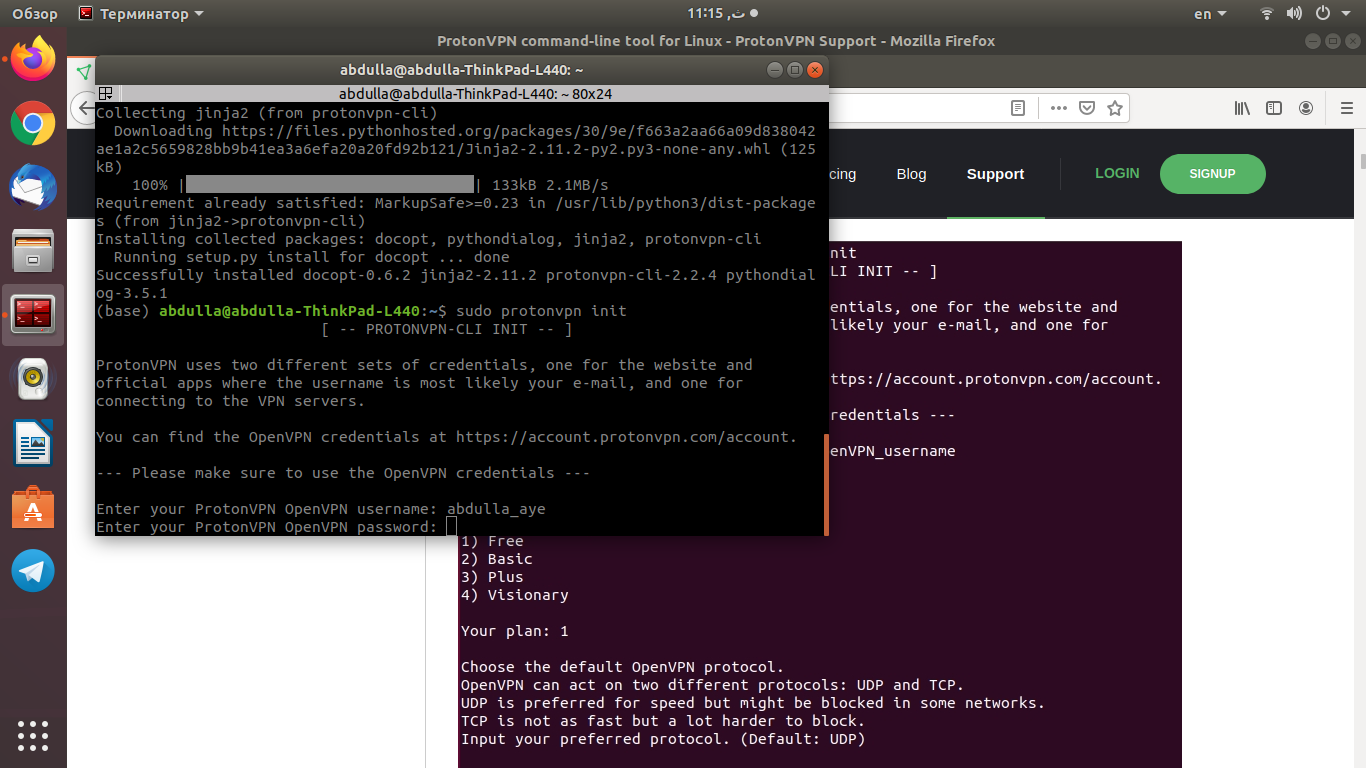 Обзор
Терминатор
11:15 ,ث
en
ProtonVPN command-line tool for Linux - ProtonVPN Support - Mozilla Firefox
abdulla@abdulla-ThinkPad-L440: ~
abdulla@abdulla-ThinkPad-L440: ~ 80x24
Collecting jinja2 (from protonvpn-cli)
Downloading https://files.pythonhosted.org/packages/30/9e/f663a2aa66a09d838042
ae1a2c5659828bb9b41ea3a6efa20a20fd92b121/Jinja2-2.11.2-py2.py3-none-any.whl (125
kB)
100% | | 133kB 2.1MB/s
Requirement already satisfied: MarkupSafe>=0.23 in /usr/lib/python3/dist-package
s (from jinja2->protonvpn-cli)
Installing collected packages: docopt, pythondialog, jinja2, protonvpn-cli
Running setup.py install for docopt ... done
Successfully installed docopt-0.6.2 jinja2-2.11.2 protonvpn-cli-2.2.4 pythondial
og-3.5.1
(base) abdulla@abdulla-ThinkPad-L440:~$ sudo protonvpn init
[ -- PROTONVPN-CLI INIT -- ]
ProtonVPN uses two different sets of credentials, one for the website and
official apps where the username is most likely your e-mail, and one for
connecting to the VPN servers.
You can find the OpenVPN credentials at https://account.protonvpn.com/account.
--- Please make sure to use the OpenVPN credentials ---
Enter your ProtonVPN OpenVPN username: abdulla_aye
Enter your ProtonVPN OpenVPN password:
cing
Blog
Support
LOGIN
SIGNUP
nit
LI INIT -- ]
entials, one for the website and
likely your e-mail, and one for
ttps://account.protonvpn.com/account.
redentials ---
enVPN_username
1) Free
2) Basic
3) Plus
4) Visionary
Your plan: 1
Choose the default OpenVPN protocol.
OpenVPN can act on two different protocols: UDP and TCP.
UDP is preferred for speed but might be blocked in some networks.
TCP is not as fast but a lot harder to block.
Input your preferred protocol. (Default: UDP)